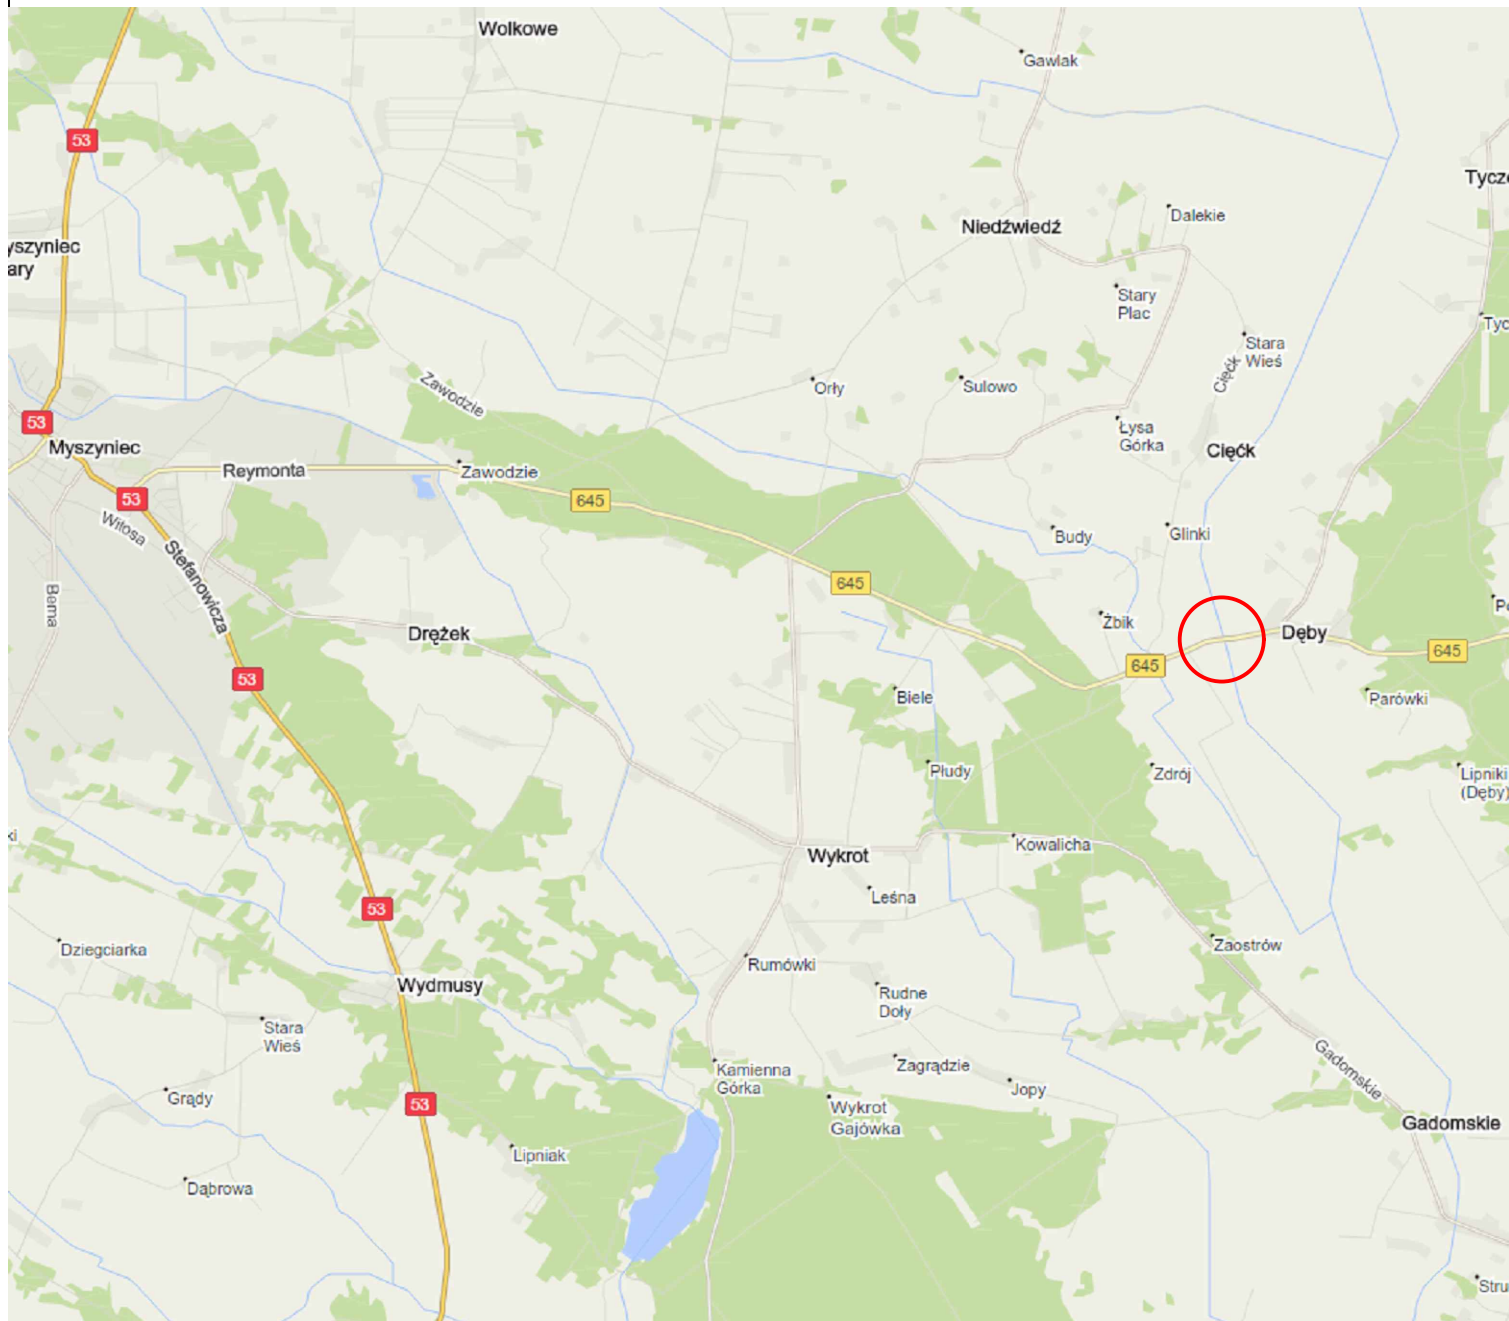 Wolkowe
Gawlak
53
Tycz
Dalekie
Niedźwiedź
yszyniec
ary
Stary
Plac
Tyc
Stara
Wieś
Cięćk
Zawodzie
Orły
Sulowo
53
Łysa
Górka
Myszyniec
Cięćk
Reymonta
Zawodzie
53
645
Witosa
Budy
Glinki
Stefanowicza
645
Bema
Żbik
Dęby
Drężek
645
645
53
Biele
Parówki
Płudy
Zdrój
Lipniki
(Dęby)
ki
Wykrot
Kowalicha
Leśna
53
Dziegciarka
Zaostrów
Rumówki
Wydmusy
Rudne
Doły
Stara
Wieś
Gadomskie
Zagrądzie
Kamienna
Górka
Jopy
Grądy
53
Wykrot
Gajówka
Gadomskie
Lipniak
Dąbrowa
Stru